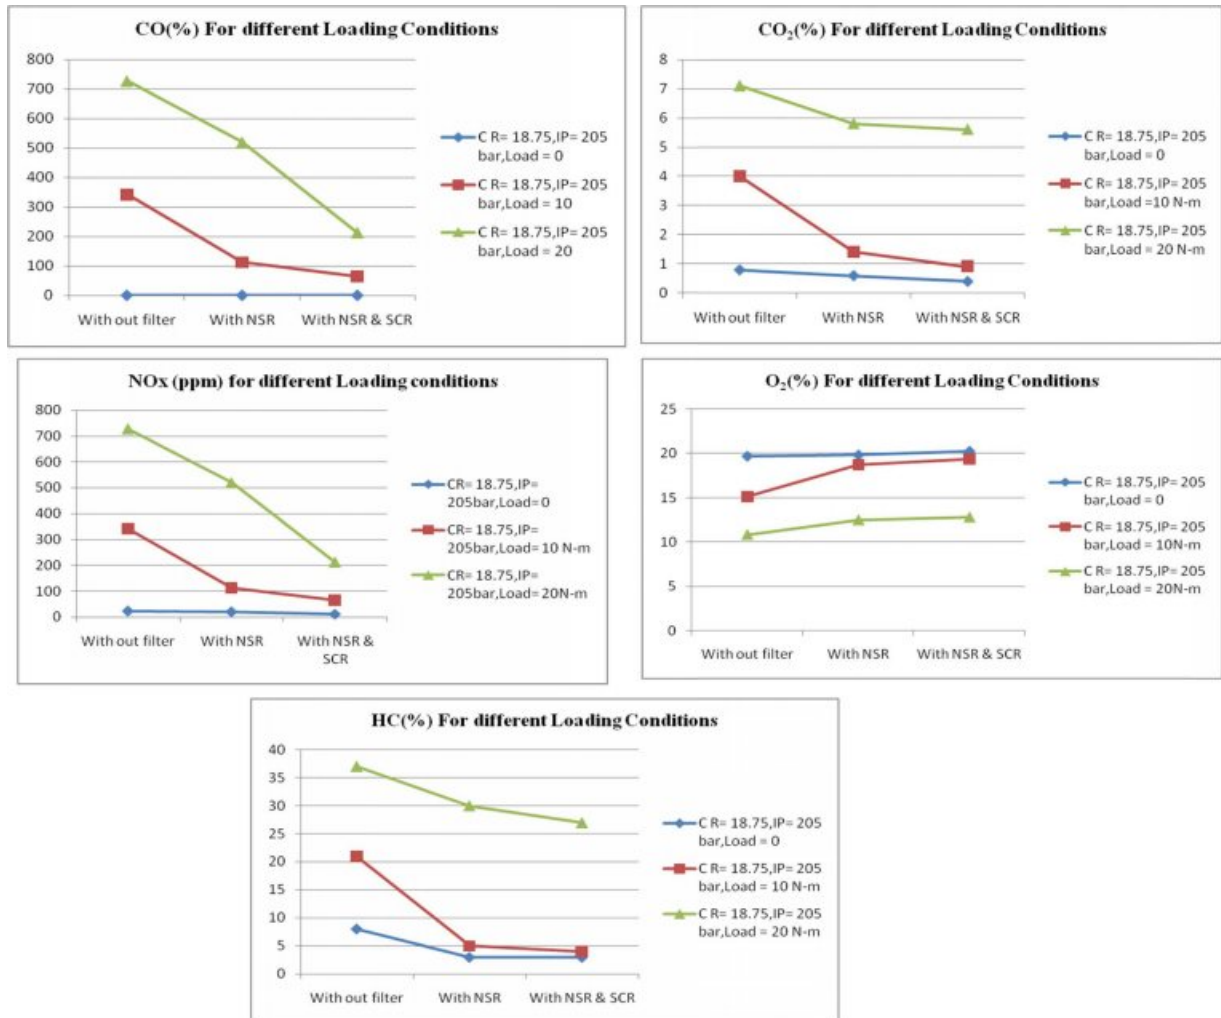 CO(%) For different Loading Conditions
800
700
600
500
400
300
200
100
0
With out filter
With NSR
With NSR & SCR
C R= 18.75,IP= 205
bar,Load = 0
C R= 18.75,IP= 205
bar,Load = 10
C R= 18.75,IP= 205
bar,Load = 20
CO₂(%) For different Loading Conditions
8
7
6
5
4
3
2
1
0
With out filter
With NSR
With NSR & SCR
C R= 18.75,IP= 205
bar,Load = 0
C R= 18.75,IP= 205
bar,Load =10 N-m
C R= 18.75,IP= 205
bar,Load = 20 N-m
NOx (ppm) for different Loading conditions
800
700
600
500
400
300
200
100
0
With out filter
With NSR
With NSR &
SCR
CR= 18.75,IP=
205bar,Load= 0
CR= 18.75,IP=
205bar,Load= 10 N-m
CR= 18.75,IP=
205bar,Load= 20N-m
O₂(%) For different Loading Conditions
25
20
15
10
5
0
With out filter
With NSR
With NSR & SCR
C R= 18.75,IP= 205
bar,Load = 0
C R= 18.75,IP= 205
bar,Load = 10N-m
C R= 18.75,IP= 205
bar,Load = 20N-m
HC(%) For different Loading Conditions
40
35
30
25
20
15
10
5
0
With out filter
With NSR
With NSR & SCR
C R= 18.75,IP= 205
bar,Load = 0
C R= 18.75,IP= 205
bar,Load = 10 N-m
C R= 18.75,IP= 205
bar,Load = 20 N-m